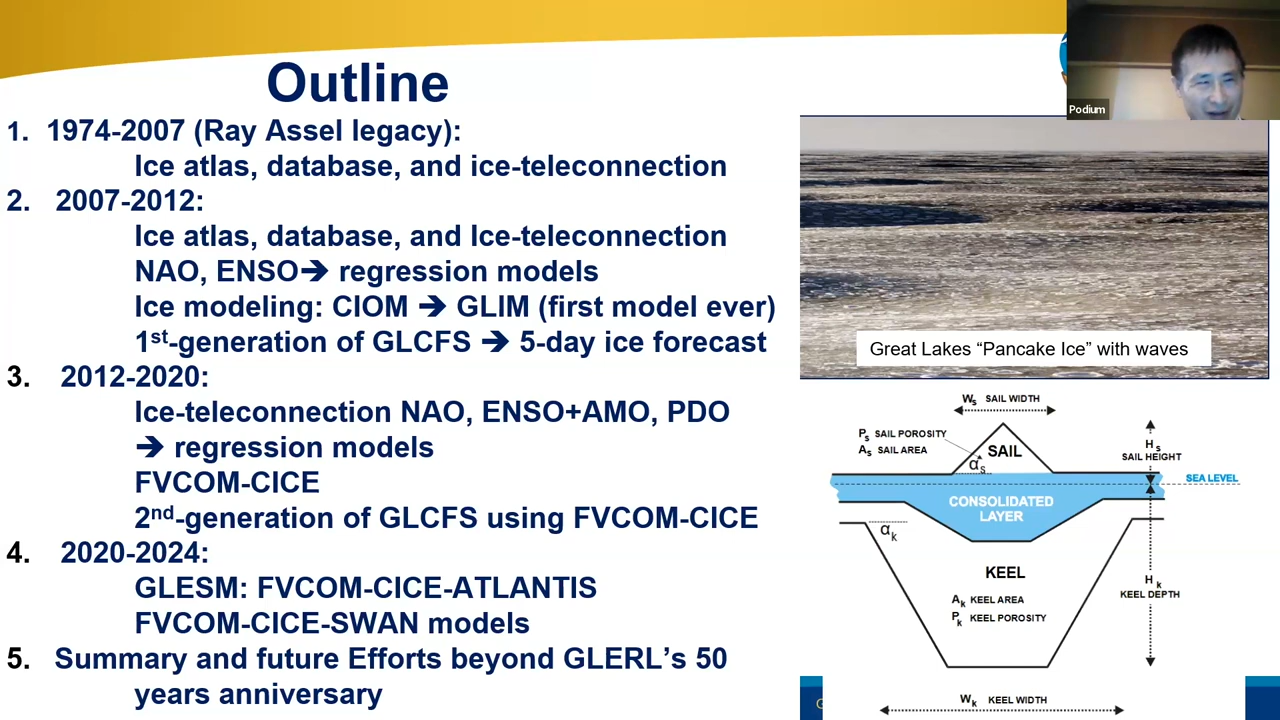 Outline
1. 1974-2007 (Ray Assel legacy):
Ice atlas, database, and ice-teleconnection
2. 2007-2012:
Ice atlas, database, and Ice-teleconnection
NAO, ENSO➔ regression models
Ice modeling: CIOM ➔ GLIM (first model ever)
1st-generation of GLCFS ➔ 5-day ice forecast
3. 2012-2020:
Ice-teleconnection NAO, ENSO+AMO, PDO
➔ regression models
FVCOM-CICE
2nd-generation of GLCFS using FVCOM-CICE
4. 2020-2024:
GLESM: FVCOM-CICE-ATLANTIS
FVCOM-CICE-SWAN models
5. Summary and future Efforts beyond GLERL’s 50
years anniversary
Podium
Great Lakes “Pancake Ice” with waves
Ws SAIL WIDTH
Ps SAIL POROSITY
As SAIL AREA
SAIL
αs
Hs
SAIL HEIGHT
SEA LEVEL
CONSOLIDATED
LAYER
αk
KEEL
Ak KEEL AREA
Pk KEEL POROSITY
Hk
KEEL DEPTH
Wk KEEL WIDTH